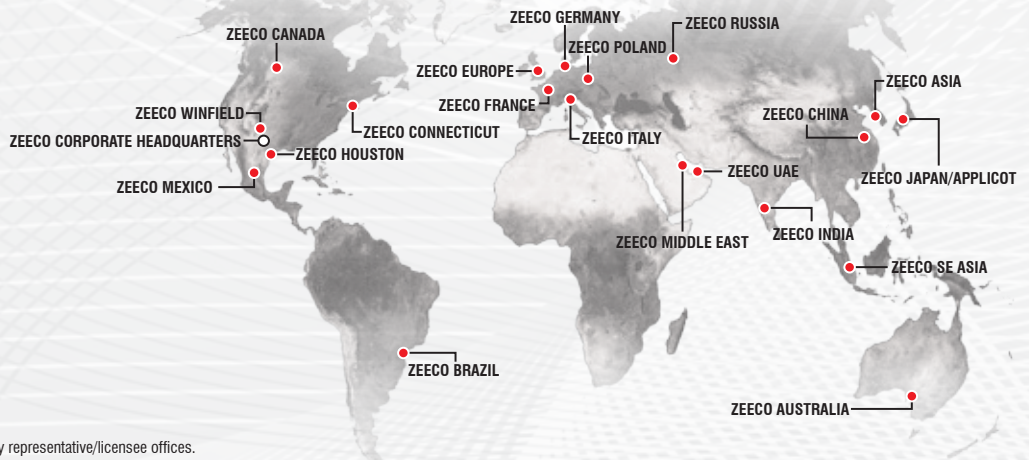 ZEECO GERMANY
ZEECO RUSSIA
ZEECO CANADA
ZEECO POLAND
ZEECO EUROPE
ZEECO ASIA
ZEECO FRANCE
ZEECO WINFIELD
ZEECO CHINA
ZEECO CONNECTICUT
ZEECO CORPORATE HEADQUARTERS
ZEECO ITALY
ZEECO HOUSTON
ZEECO UAE
ZEECO JAPAN/APPLICOT
ZEECO MEXICO
ZEECO INDIA
ZEECO MIDDLE EAST
ZEECO SE ASIA
ZEECO BRAZIL
ZEECO AUSTRALIA
representative/licensee offices.